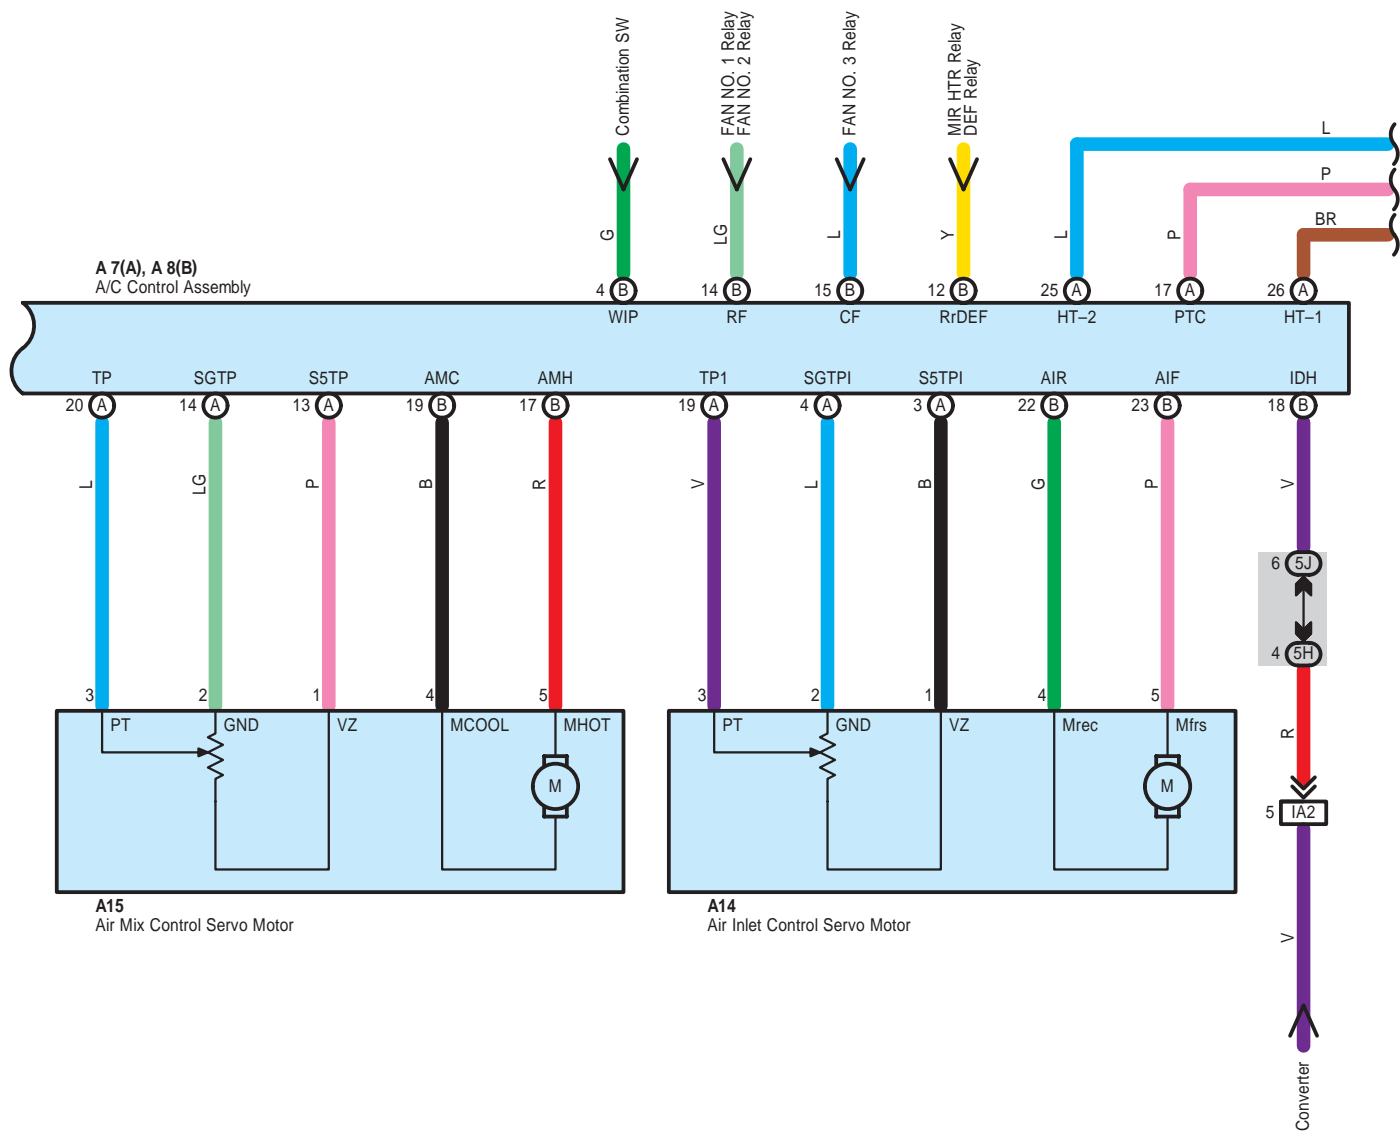 Combination SW
FAN NO. 1 Relay
FAN NO. 2 Relay
FAN NO. 3 Relay
MIR HTR Relay
DEF Relay
L
P
BR
G
LG
L
Y
L
P
A 7(A), A 8(B)
A/C Control Assembly
4 B
14 B
15 B
12 B
25 A
17 A
26 A
WIP
RF
CF
RrDEF
HT–2
PTC
HT–1
TP
SGTP
S5TP
AMC
AMH
TP1
SGTPI
S5TPI
AIR
AIF
IDH
20 A
14 A
13 A
19 B
17 B
19 A
4 A
3 A
22 B
23 B
18 B
L
LG
P
B
R
V
L
B
G
P
V
6 5J
4 5H
3
2
1
4
5
3
2
1
4
5
PT
GND
VZ
MCOOL
MHOT
PT
GND
VZ
Mrec
Mfrs
R
M
M
5 IA2
A15
Air Mix Control Servo Motor
A14
Air Inlet Control Servo Motor
V
Converter